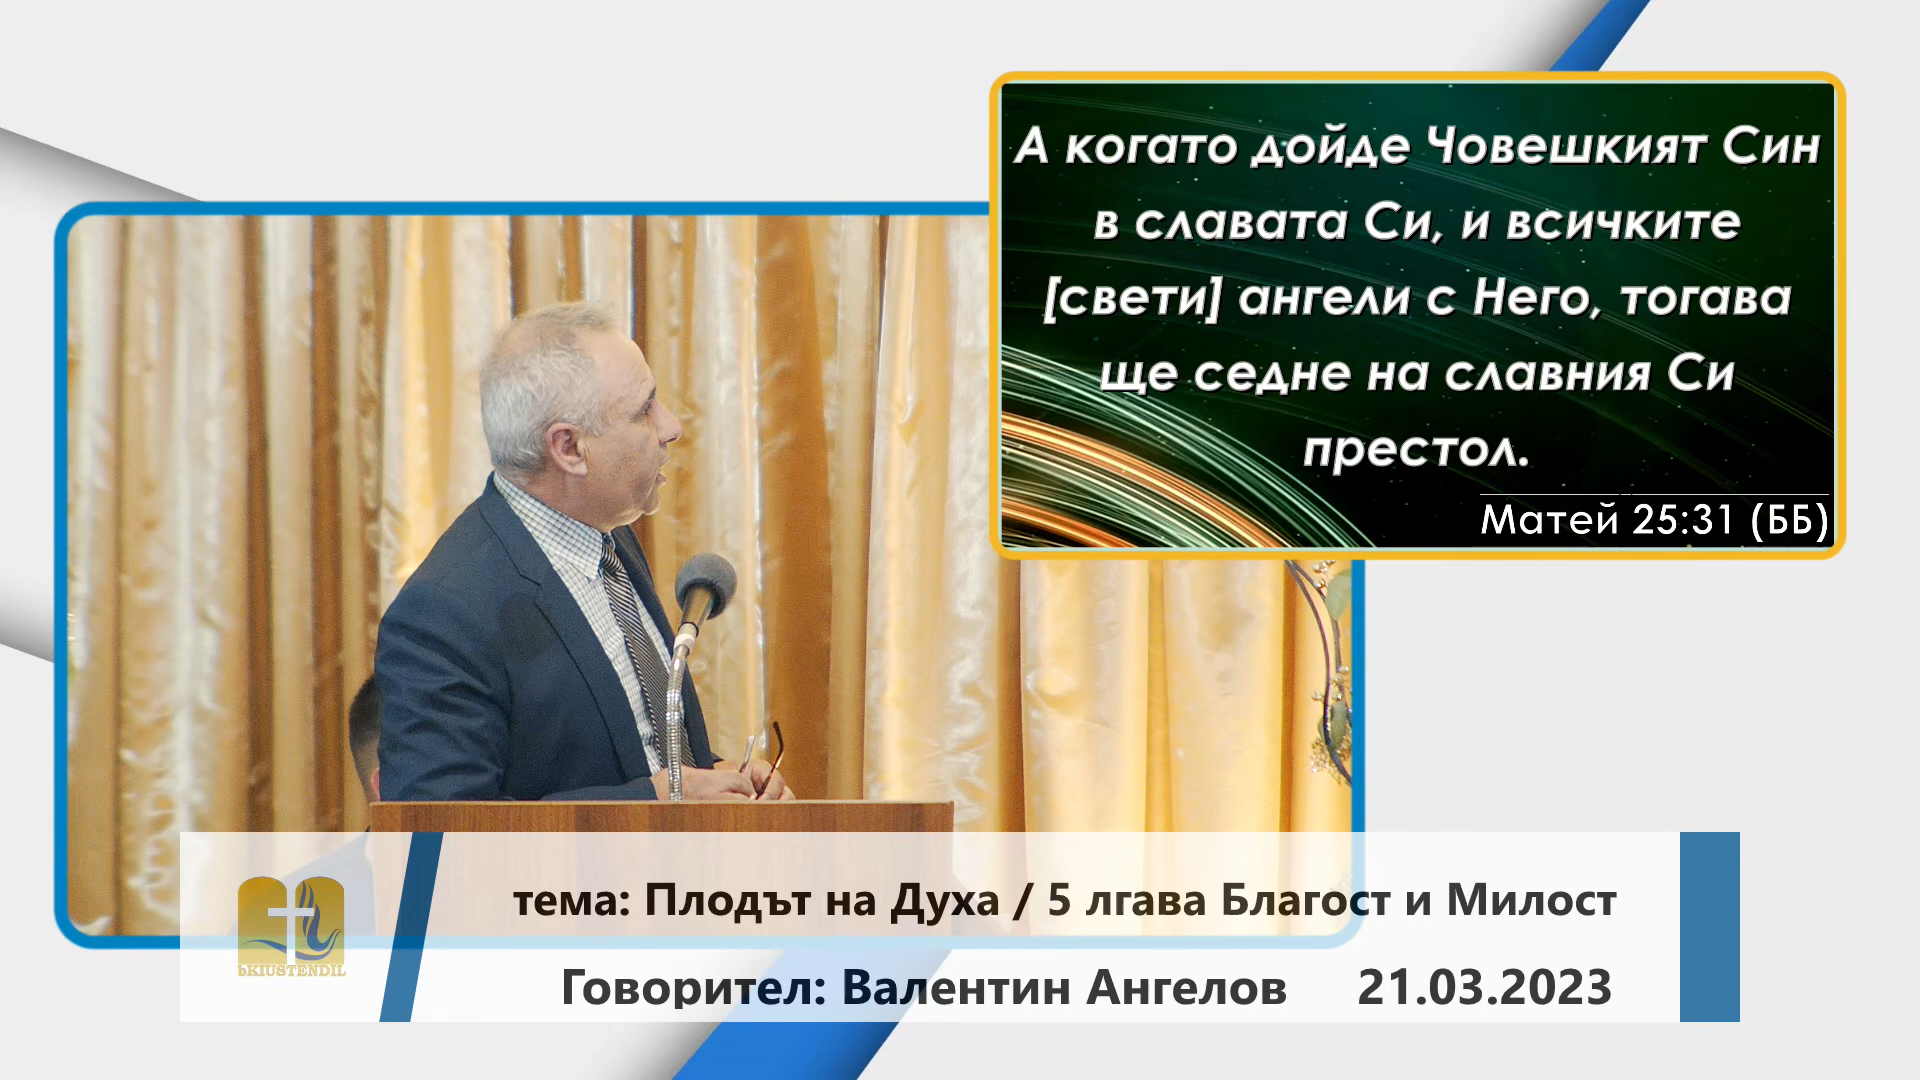 А когато дойде Човешкият Син
в славата Си, и всичките
[свети] ангели с Него, тогава
ще седне на славния Си
престол.
Матей 25:31 (ББ)
тема: Плодът на Духа / 5 лгава Благост и Милост
Говорител: Валентин Ангелов 21.03.2023
bKIUSTENDIL